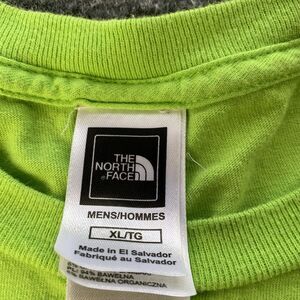 THE
NORTH
FACE
MENS/HOMMES
XL/TG
Made in El Salvador
Fabriqué au Salvador
BAWEŁNA
BAWEŁNA ORGANICZNA